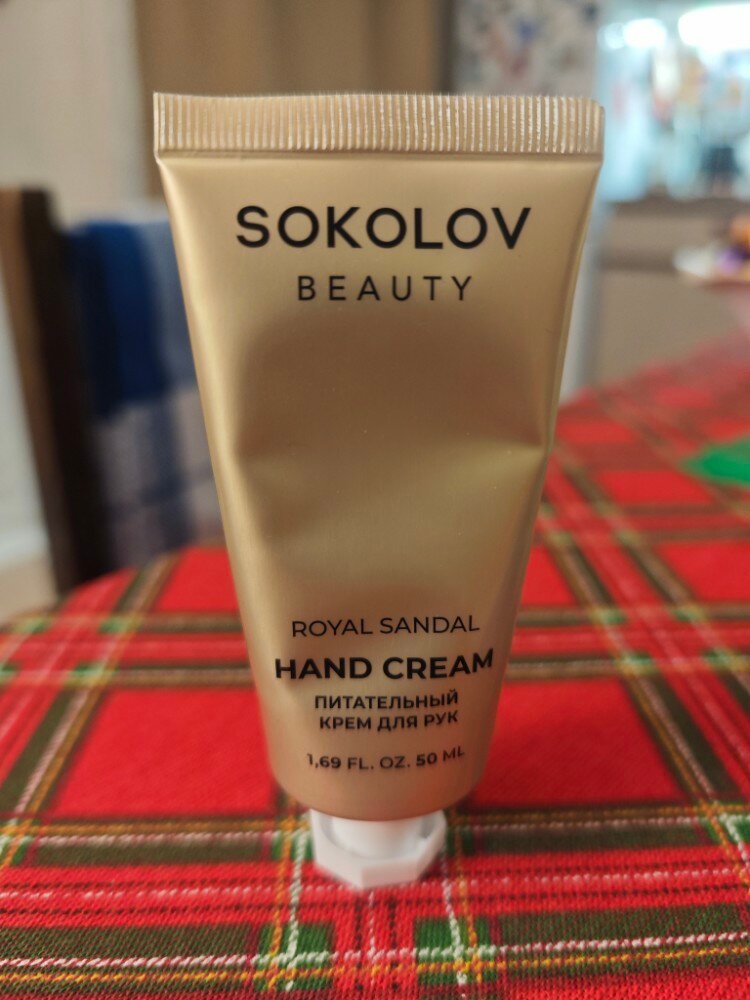 SOKOLOV
BEAUTY
ROYAL SANDAL
HAND CREAM
ПИТАТЕЛЬНЫЙ
КРЕМ ДЛЯ РУК
1,69 FL. OZ. 50 ML